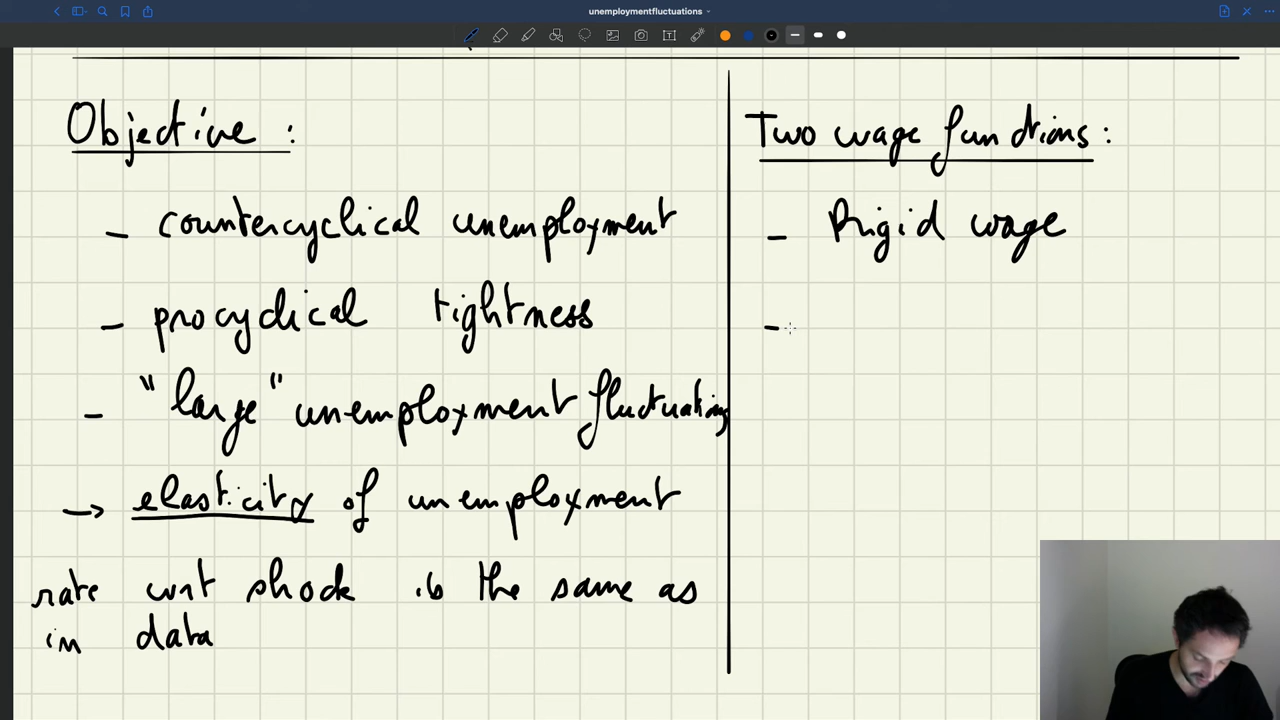 unemploymentfluctuations
Objective :
- countercyclical unemployment
- procyclical tightness
- "large" unemployment fluctuations
→ elasticity of unemployment
rate wrt shock is the same as
in data
Two wage functions :
- Rigid wage
-